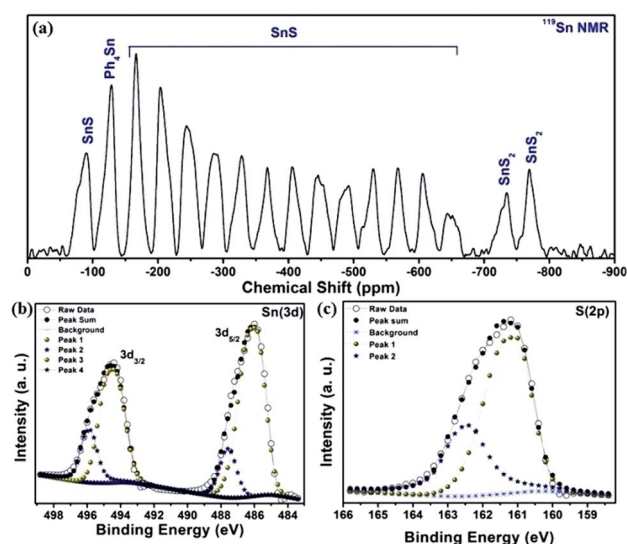 (a)
SnS
Ph4Sn
SnS
119Sn NMR
SnS2
SnS2
0 -100 -200 -300 -400 -500 -600 -700 -800 -900
Chemical Shift (ppm)
(b)
Raw Data
Peak Sum
Background
Peak 1
Peak 2
Peak 3
Peak 4
3d3/2
3d5/2
Sn(3d)
Intensity (a. u.)
498 496 494 492 490 488 486 484
Binding Energy (eV)
(c)
Raw Data
Peak sum
Background
Peak 1
Peak 2
S(2p)
Intensity (a. u.)
166 165 164 163 162 161 160 159
Binding Energy (eV)